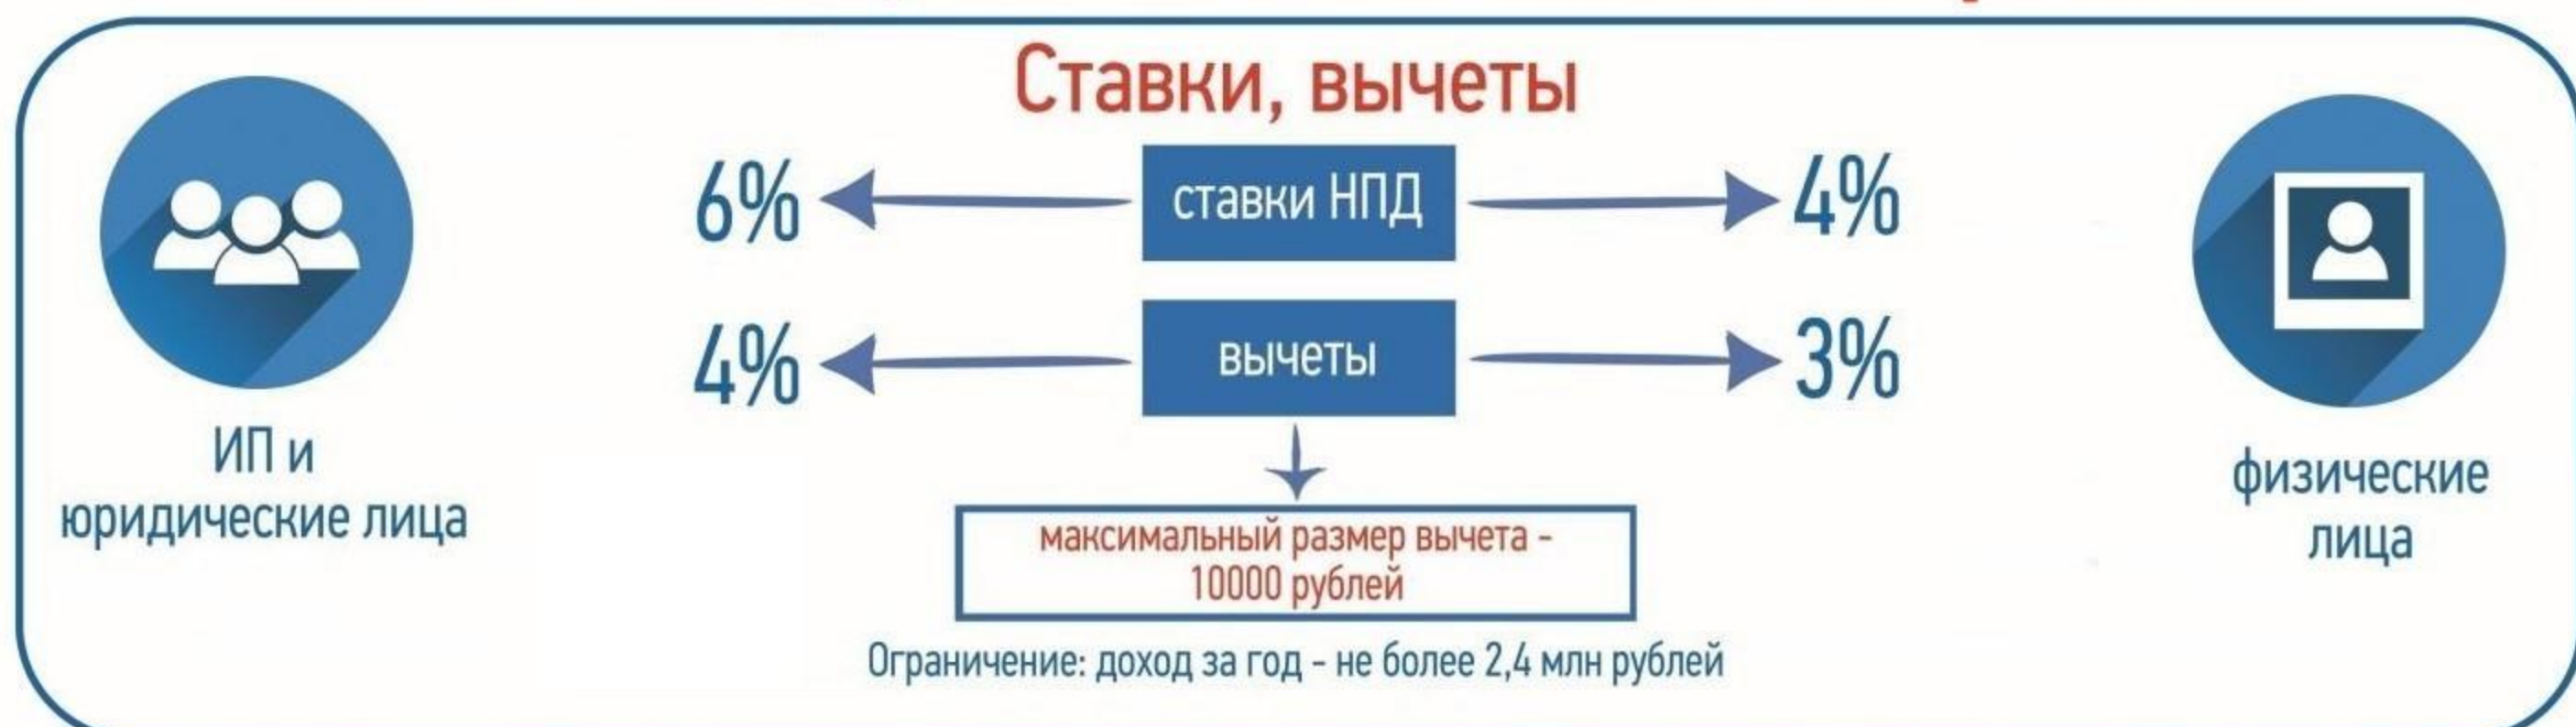 Ставки, вычеты
6%
ставки НПД
4%
4%
вычеты
3%
ИП и
юридические лица
физические
лица
максимальный размер вычета -
10000 рублей
Ограничение: доход за год - не более 2,4 млн рублей